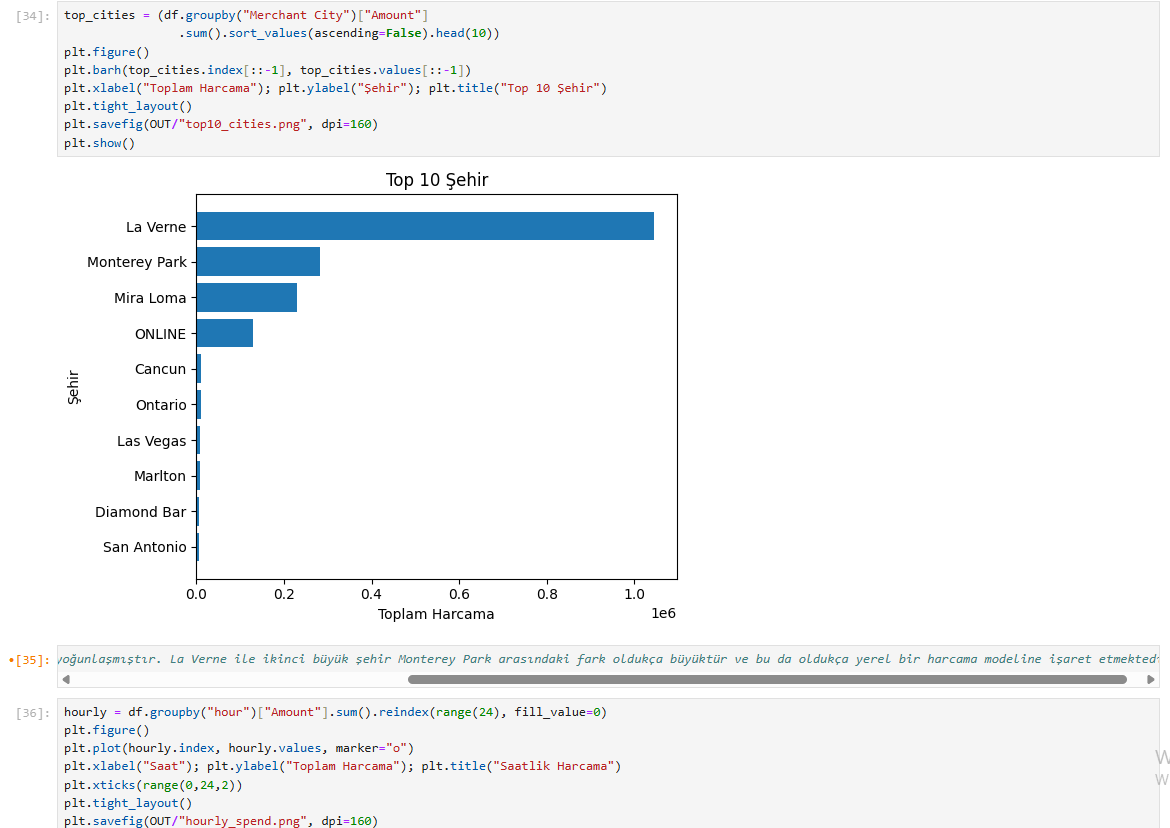 [34]:
top_cities = (df.groupby("Merchant City")["Amount"]
.sum().sort_values(ascending=False).head(10))
plt.figure()
plt.barh(top_cities.index[::-1], top_cities.values[::-1])
plt.xlabel("Toplam Harcama"); plt.ylabel("Şehir"); plt.title("Top 10 Şehir")
plt.tight_layout()
plt.savefig(OUT/"top10_cities.png", dpi=160)
plt.show()
Top 10 Şehir
La Verne
Monterey Park
Mira Loma
ONLINE
Cancun
Ontario
Las Vegas
Marlton
Diamond Bar
San Antonio
Şehir
0.0 0.2 0.4 0.6 0.8 1.0
1e6
Toplam Harcama
[35]:
yoğunlaşmıştır. La Verne ile ikinci büyük şehir Monterey Park arasındaki fark oldukça büyüktür ve bu da oldukça yerel bir harcama modeline işaret
[36]:
hourly = df.groupby("hour")["Amount"].sum().reindex(range(24), fill_value=0)
plt.figure()
plt.plot(hourly.index, hourly.values, marker="o")
plt.xlabel("Saat"); plt.ylabel("Toplam Harcama"); plt.title("Saatlik Harcama")
plt.xticks(range(0,24,2))
plt.tight_layout()
plt.savefig(OUT/"hourly_spend.png", dpi=160)